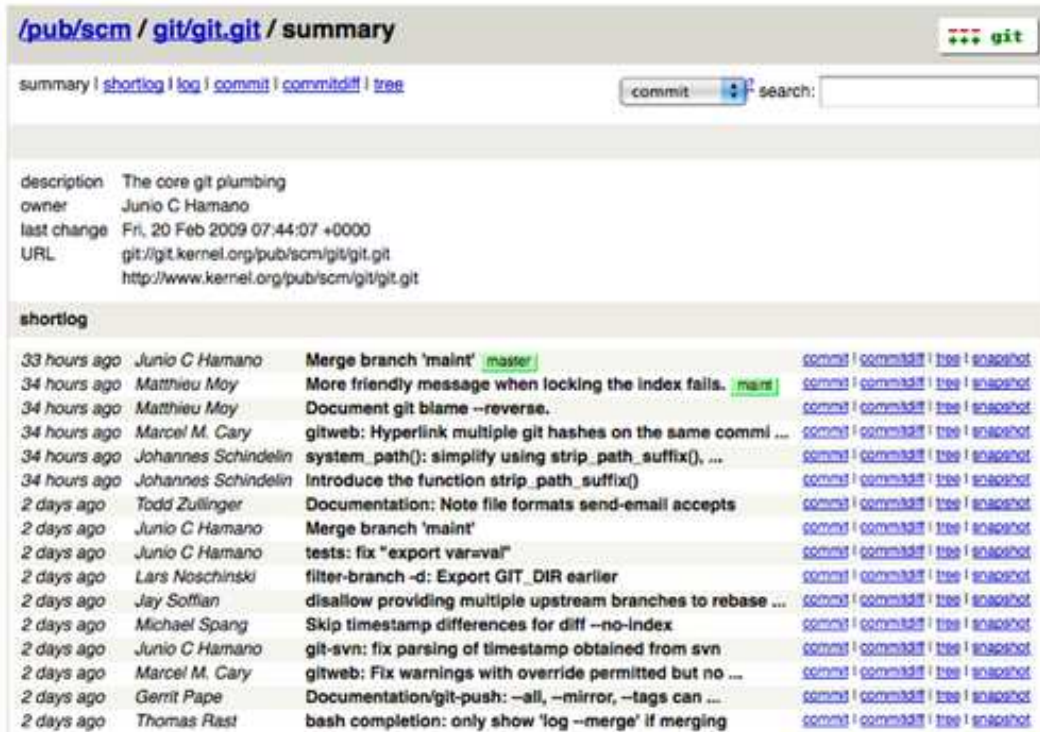 /pub/scm / git/git.git / summary
git
summary | shortlog | log | commit | commitdiff | tree
commit ? search:
description The core git plumbing
owner Junio C Hamano
last change Fri, 20 Feb 2009 07:44:07 +0000
URL git://git.kernel.org/pub/scm/git/git.git
http://www.kernel.org/pub/scm/git/git.git
shortlog
33 hours ago Junio C Hamano Merge branch 'maint' master commit | commitdiff | tree | snapshot
34 hours ago Matthieu Moy More friendly message when locking the index fails. maint commit | commitdiff | tree | snapshot
34 hours ago Matthieu Moy Document git blame --reverse. commit | commitdiff | tree | snapshot
34 hours ago Marcel M. Cary gitweb: Hyperlink multiple git hashes on the same commi ... commit | commitdiff | tree | snapshot
34 hours ago Johannes Schindelin system_path(): simplify using strip_path_suffix(), ... commit | commitdiff | tree | snapshot
34 hours ago Johannes Schindelin Introduce the function strip_path_suffix() commit | commitdiff | tree | snapshot
2 days ago Todd Zullinger Documentation: Note file formats send-email accepts commit | commitdiff | tree | snapshot
2 days ago Junio C Hamano Merge branch 'maint' commit | commitdiff | tree | snapshot
2 days ago Junio C Hamano tests: fix "export var=val" commit | commitdiff | tree | snapshot
2 days ago Lars Noschinski filter-branch -d: Export GIT_DIR earlier commit | commitdiff | tree | snapshot
2 days ago Jay Soffian disallow providing multiple upstream branches to rebase ... commit | commitdiff | tree | snapshot
2 days ago Michael Spang Skip timestamp differences for diff --no-index commit | commitdiff | tree | snapshot
2 days ago Junio C Hamano git-svn: fix parsing of timestamp obtained from svn commit | commitdiff | tree | snapshot
2 days ago Marcel M. Cary gitweb: Fix warnings with override permitted but no ... commit | commitdiff | tree | snapshot
2 days ago Gerrit Pape Documentation/git-push: --all, --mirror, --tags can ... commit | commitdiff | tree | snapshot
2 days ago Thomas Rast bash completion: only show 'log --merge' if merging commit | commitdiff | tree | snapshot